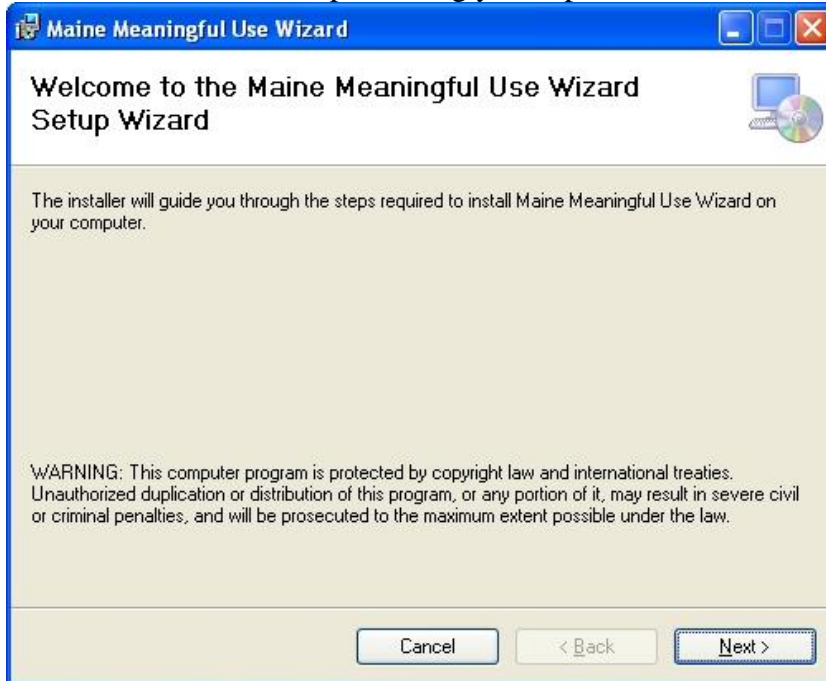 Maine Meaningful Use Wizard
Welcome to the Maine Meaningful Use Wizard
Setup Wizard
The installer will guide you through the steps required to install Maine Meaningful Use Wizard on
your computer.
WARNING: This computer program is protected by copyright law and international treaties.
Unauthorized duplication or distribution of this program, or any portion of it, may result in severe civil
or criminal penalties, and will be prosecuted to the maximum extent possible under the law.
Cancel < Back Next >